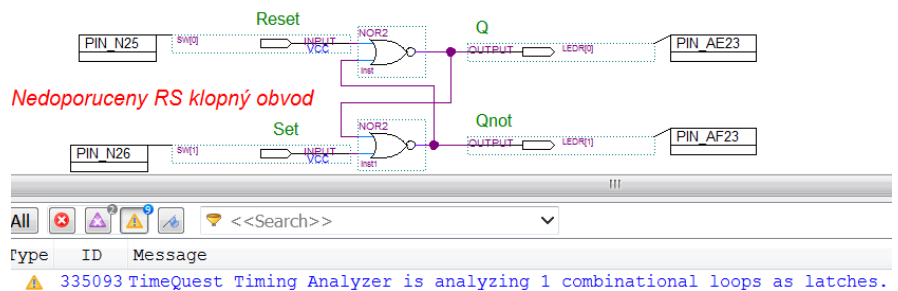 Reset
Q
PIN_N25
SW[0]
INPUT
VCC
NOR2
inst
OUTPUT
LEDR[0]
PIN_AE23
Nedoporuceny RS klopný obvod
Set
Qnot
PIN_N26
SW[1]
INPUT
VCC
NOR2
inst1
OUTPUT
LEDR[1]
PIN_AF23
All
2
9
<<Search>>
Type ID Message
335093 TimeQuest Timing Analyzer is analyzing 1 combinational loops as latches.